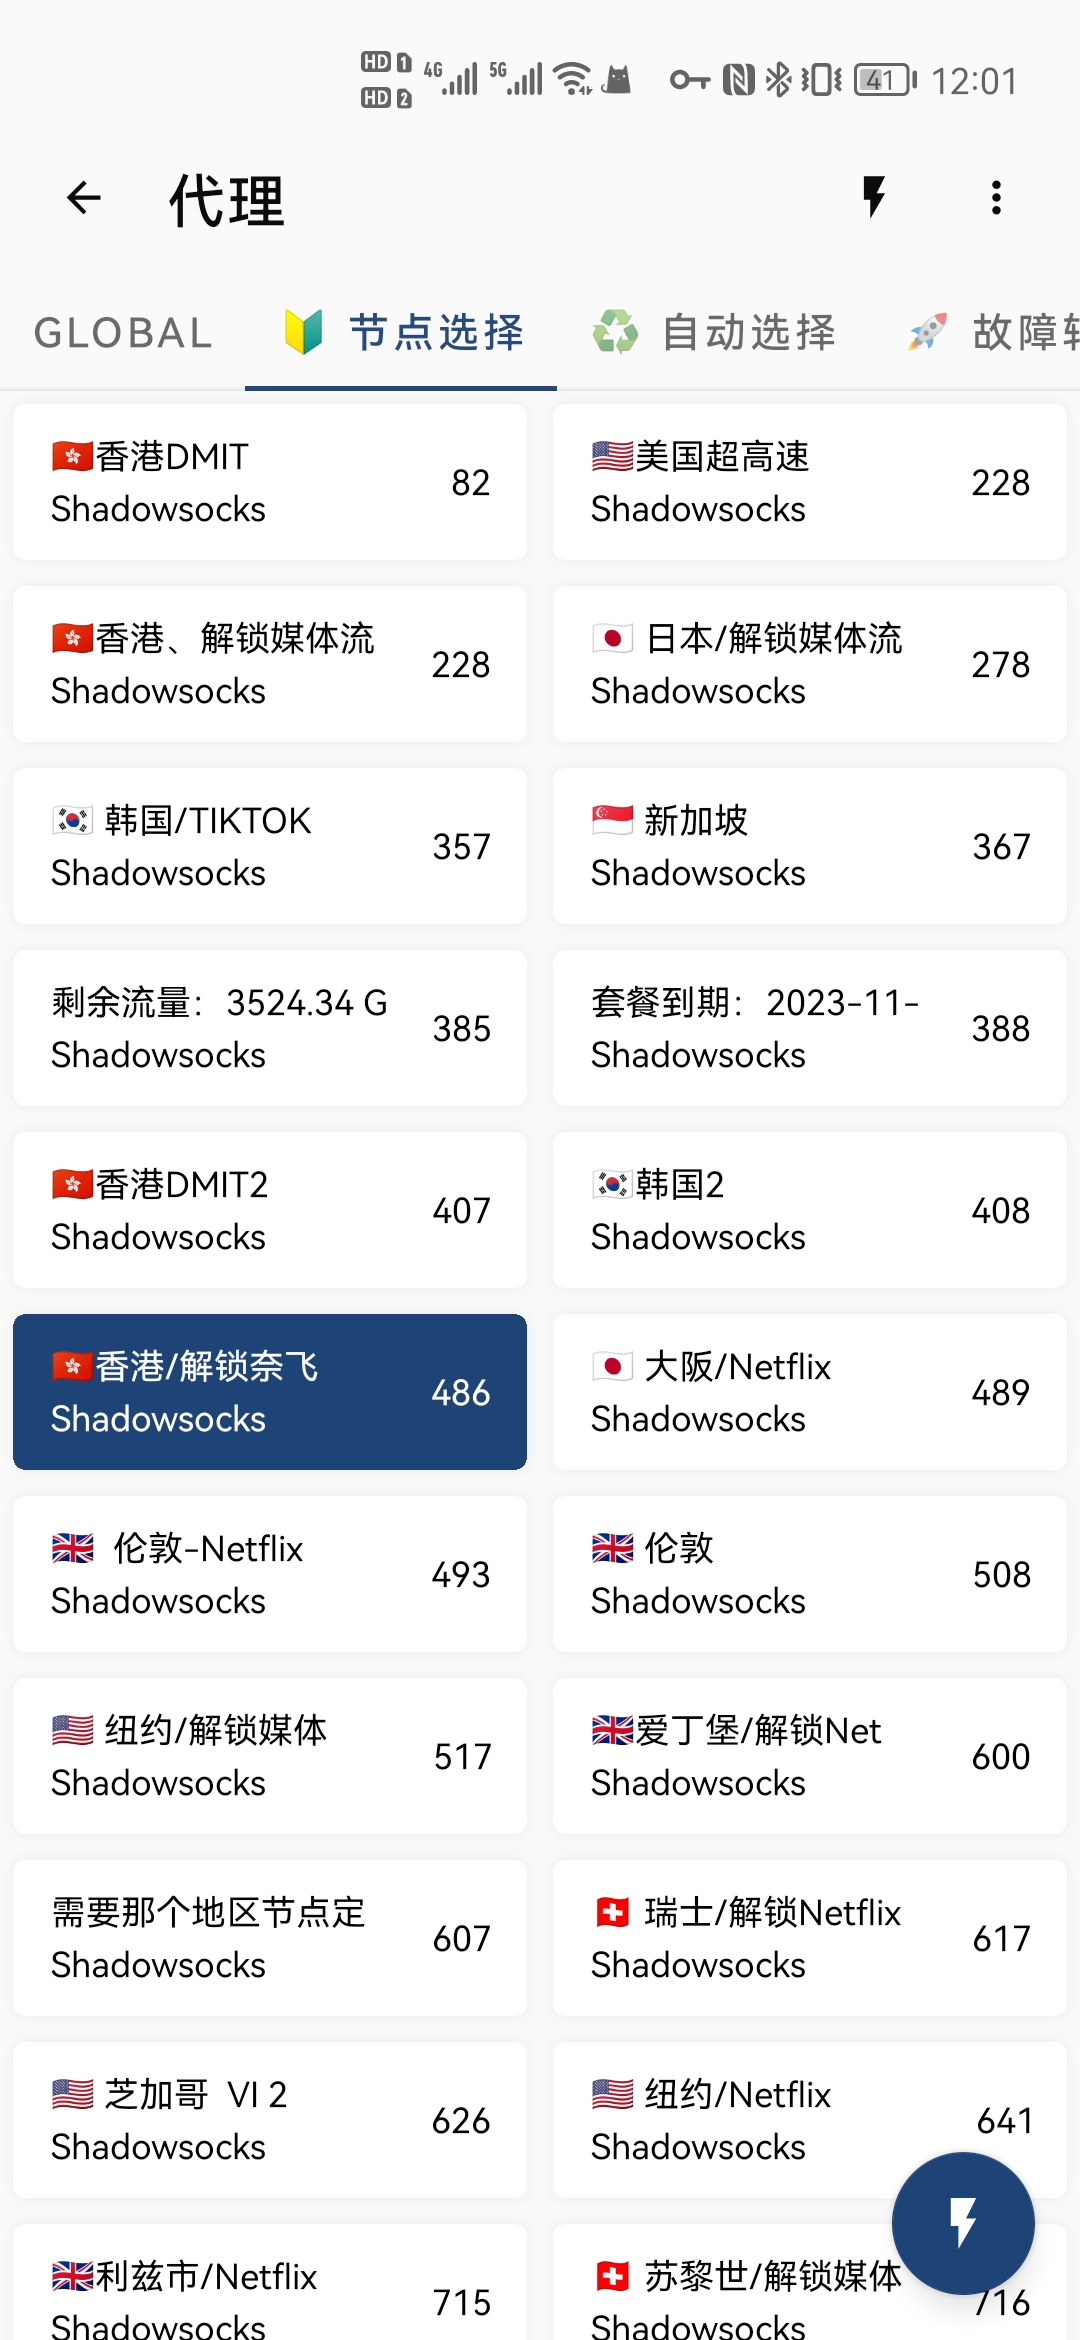 HD 1 4G 5G 41 12:01
HD 2
代理
GLOBAL 🔰 节点选择 ♻️ 自动选择 🚀 故障
🇭🇰香港DMIT
Shadowsocks
82
🇺🇸美国超高速
Shadowsocks
228
🇭🇰香港、解锁媒体流
Shadowsocks
228
🇯🇵 日本/解锁媒体流
Shadowsocks
278
🇰🇷 韩国/TIKTOK
Shadowsocks
357
🇸🇬 新加坡
Shadowsocks
367
剩余流量：3524.34 G
Shadowsocks
385
套餐到期：2023-11-
Shadowsocks
388
🇭🇰香港DMIT2
Shadowsocks
407
🇰🇷韩国2
Shadowsocks
408
🇭🇰香港/解锁奈飞
Shadowsocks
486
🇯🇵 大阪/Netflix
Shadowsocks
489
🇬🇧 伦敦-Netflix
Shadowsocks
493
🇬🇧 伦敦
Shadowsocks
508
🇺🇸 纽约/解锁媒体
Shadowsocks
517
🇬🇧爱丁堡/解锁Net
Shadowsocks
600
需要那个地区节点定
Shadowsocks
607
🇨🇭 瑞士/解锁Netflix
Shadowsocks
617
🇺🇸 芝加哥 VI 2
Shadowsocks
626
🇺🇸 纽约/Netflix
Shadowsocks
641
🇬🇧利兹市/Netflix
Shadowsocks
715
🇨🇭 苏黎世/解锁媒体
Shadowsocks
716